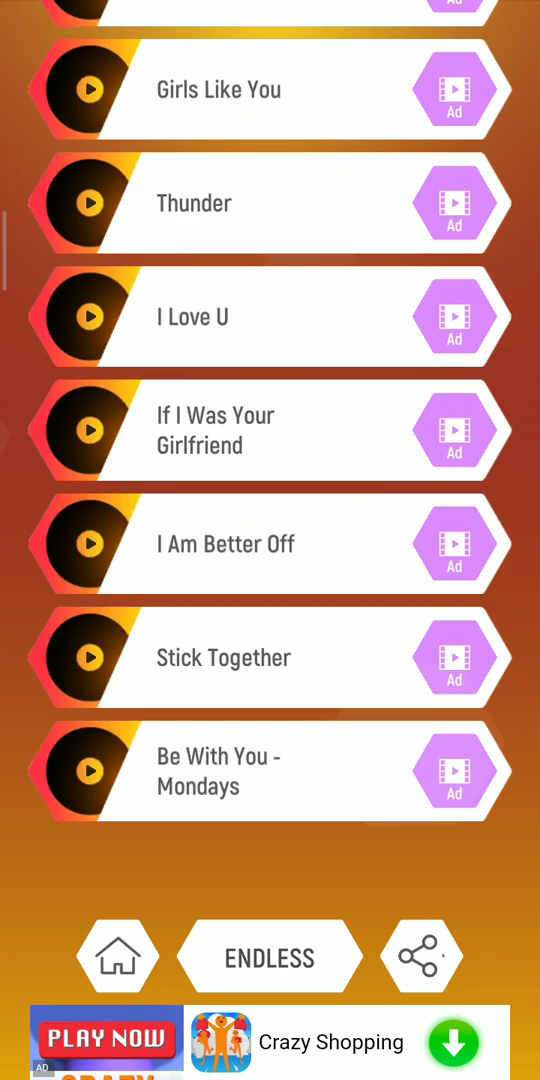 Ad
Girls Like You
Ad
Thunder
Ad
I Love U
Ad
If I Was Your
Girlfriend
Ad
I Am Better Off
Ad
Stick Together
Ad
Be With You -
Mondays
Ad
ENDLESS
PLAY NOW
Crazy Shopping
AD
CRAZY